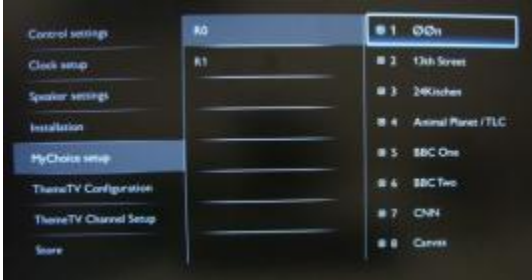 Control settings
Clock setup
Speaker settings
Installation
MyChoice setup
ThemeTV Configuration
ThemeTV Channel Setup
Store
R0
R1
1 ØØn
2 13th Street
3 24Kitchen
4 Animal Planet / TLC
5 BBC One
6 BBC Two
7 CNN
8 Canvas